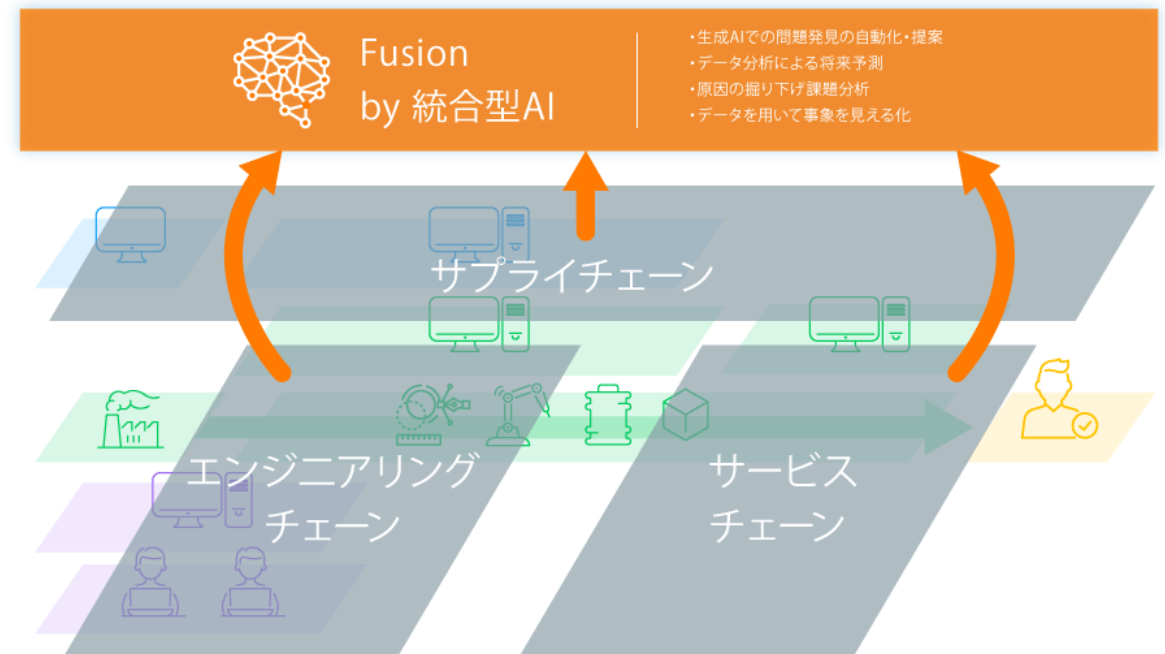 Fusion
by 統合型AI
・生成AIでの問題発見の自動化・提案
・データ分析による将来予測
・原因の掘り下げ課題分析
・データを用いて事象を見える化
サプライチェーン
エンジニアリング
チェーン
サービス
チェーン